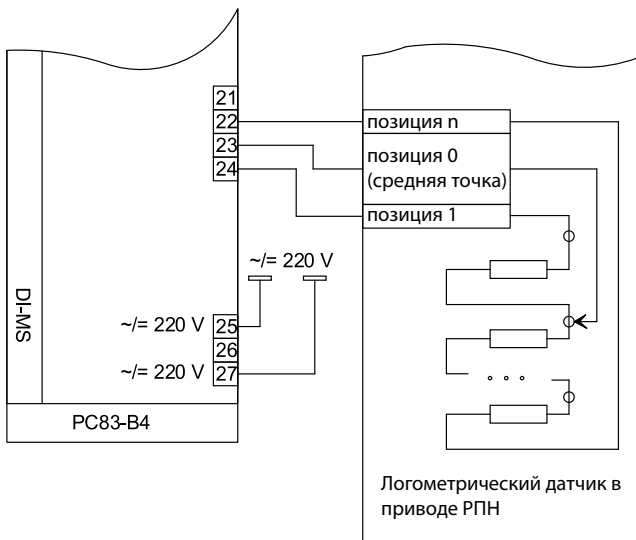 21
22
23
24
позиция n
позиция 0
(средняя точка)
позиция 1
~/= 220 V
DI-MS
~/= 220 V 25
26
~/= 220 V 27
PC83-B4
Логометрический датчик в
приводе РПН